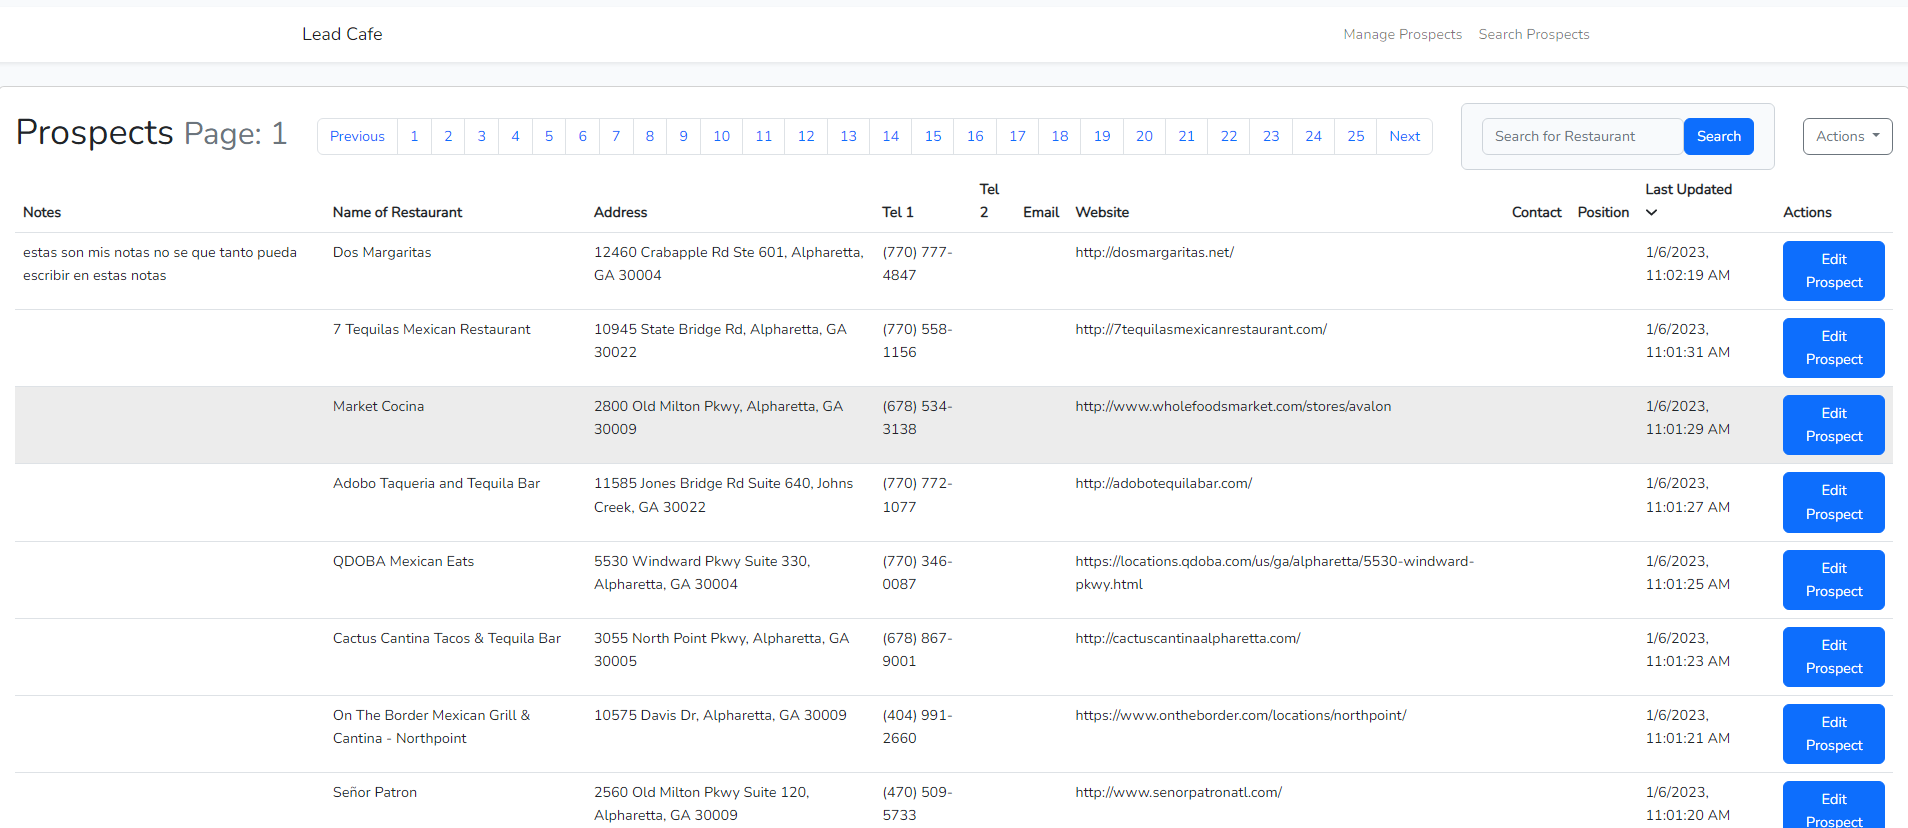 Lead Cafe Manage Prospects Search Prospects
Prospects Page: 1 Previous 1 2 3 4 5 6 7 8 9 10 11 12 13 14 15 16 17 18 19 20 21 22 23 24 25 Next Search for Restaurant Search Actions
Notes Name of Restaurant Address Tel 1 Tel 2 Email Website Contact Position Last Updated Actions
estas son mis notas no se que tanto pueda
escribir en estas notas
Dos Margaritas
12460 Crabapple Rd Ste 601, Alpharetta,
GA 30004
(770) 777-
4847
http://dosmargaritas.net/
1/6/2023,
11:02:19 AM
Edit
Prospect
7 Tequilas Mexican Restaurant
10945 State Bridge Rd, Alpharetta, GA
30022
(770) 558-
1156
http://7tequilasmexicanrestaurant.com/
1/6/2023,
11:01:31 AM
Edit
Prospect
Market Cocina
2800 Old Milton Pkwy, Alpharetta, GA
30009
(678) 534-
3138
http://www.wholefoodsmarket.com/stores/avalon
1/6/2023,
11:01:29 AM
Edit
Prospect
Adobo Taqueria and Tequila Bar
11585 Jones Bridge Rd Suite 640, Johns
Creek, GA 30022
(770) 772-
1077
http://adobotequilabar.com/
1/6/2023,
11:01:27 AM
Edit
Prospect
QDOBA Mexican Eats
5530 Windward Pkwy Suite 330,
Alpharetta, GA 30004
(770) 346-
0087
https://locations.qdoba.com/us/ga/alpharetta/5530-windward-
pkwy.html
1/6/2023,
11:01:25 AM
Edit
Prospect
Cactus Cantina Tacos & Tequila Bar
3055 North Point Pkwy, Alpharetta, GA
30005
(678) 867-
9001
http://cactuscantinaalpharetta.com/
1/6/2023,
11:01:23 AM
Edit
Prospect
On The Border Mexican Grill &
Cantina - Northpoint
10575 Davis Dr, Alpharetta, GA 30009
(404) 991-
2660
https://www.ontheborder.com/locations/northpoint/
1/6/2023,
11:01:21 AM
Edit
Prospect
Señor Patron
2560 Old Milton Pkwy Suite 120,
Alpharetta, GA 30009
(470) 509-
5733
http://www.senorpatronatl.com/
1/6/2023,
11:01:20 AM
Edit
Prospect